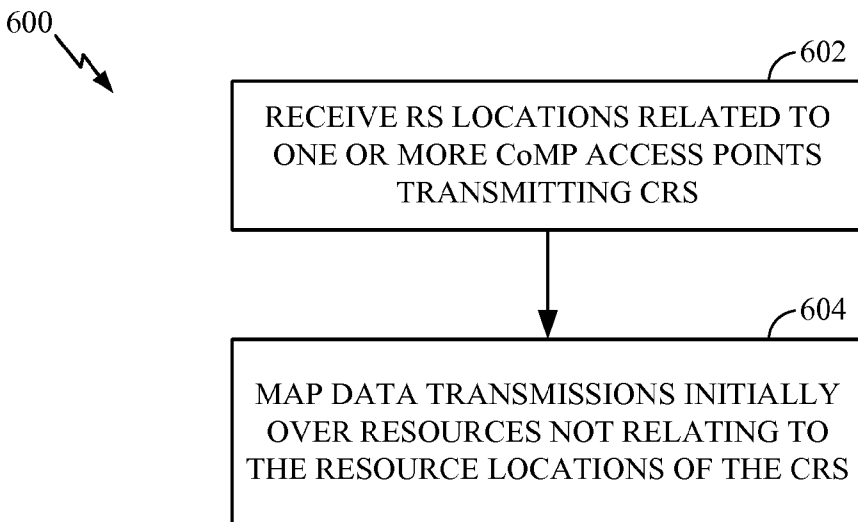 600
602
RECEIVE RS LOCATIONS RELATED TO
ONE OR MORE CoMP ACCESS POINTS
TRANSMITTING CRS
604
MAP DATA TRANSMISSIONS INITIALLY
OVER RESOURCES NOT RELATING TO
THE RESOURCE LOCATIONS OF THE CRS